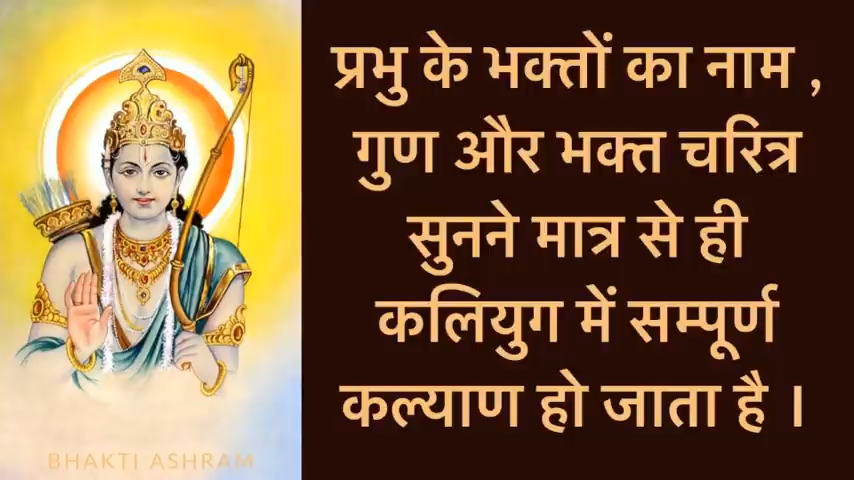 प्रभु के भक्तों का नाम ,
गुण और भक्त चरित्र
सुनने मात्र से ही
कलियुग में सम्पूर्ण
कल्याण हो जाता है ।
BHAKTI ASHRAM